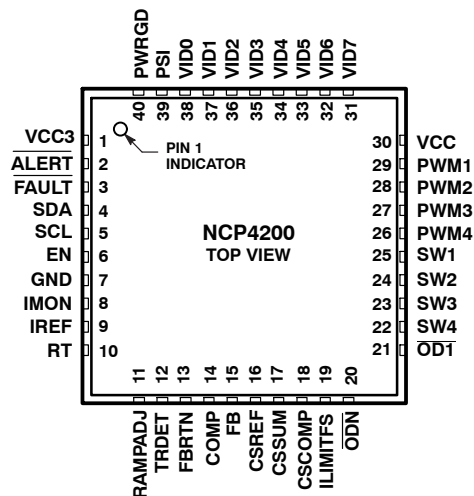 PWRGD
PSI
VID0
VID1
VID2
VID3
VID4
VID5
VID6
VID7
40
39
38
37
36
35
34
33
32
31
VCC3 1
ALERT 2
FAULT 3
SDA 4
SCL 5
EN 6
GND 7
IMON 8
IREF 9
RT 10
PIN 1
INDICATOR
NCP4200
TOP VIEW
30 VCC
29 PWM1
28 PWM2
27 PWM3
26 PWM4
25 SW1
24 SW2
23 SW3
22 SW4
21 OD1
11
12
13
14
15
16
17
18
19
20
RAMPADJ
TRDET
FBRTN
COMP
FB
CSREF
CSSUM
CSCOMP
ILIMITFS
ODN